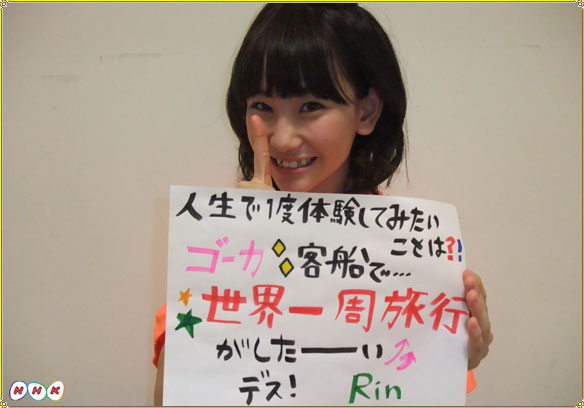 人生で1度体験してみたい
ことは?!
ゴーカ客船で…
世界一周旅行
がしたーーい
デス! Rin
NHK